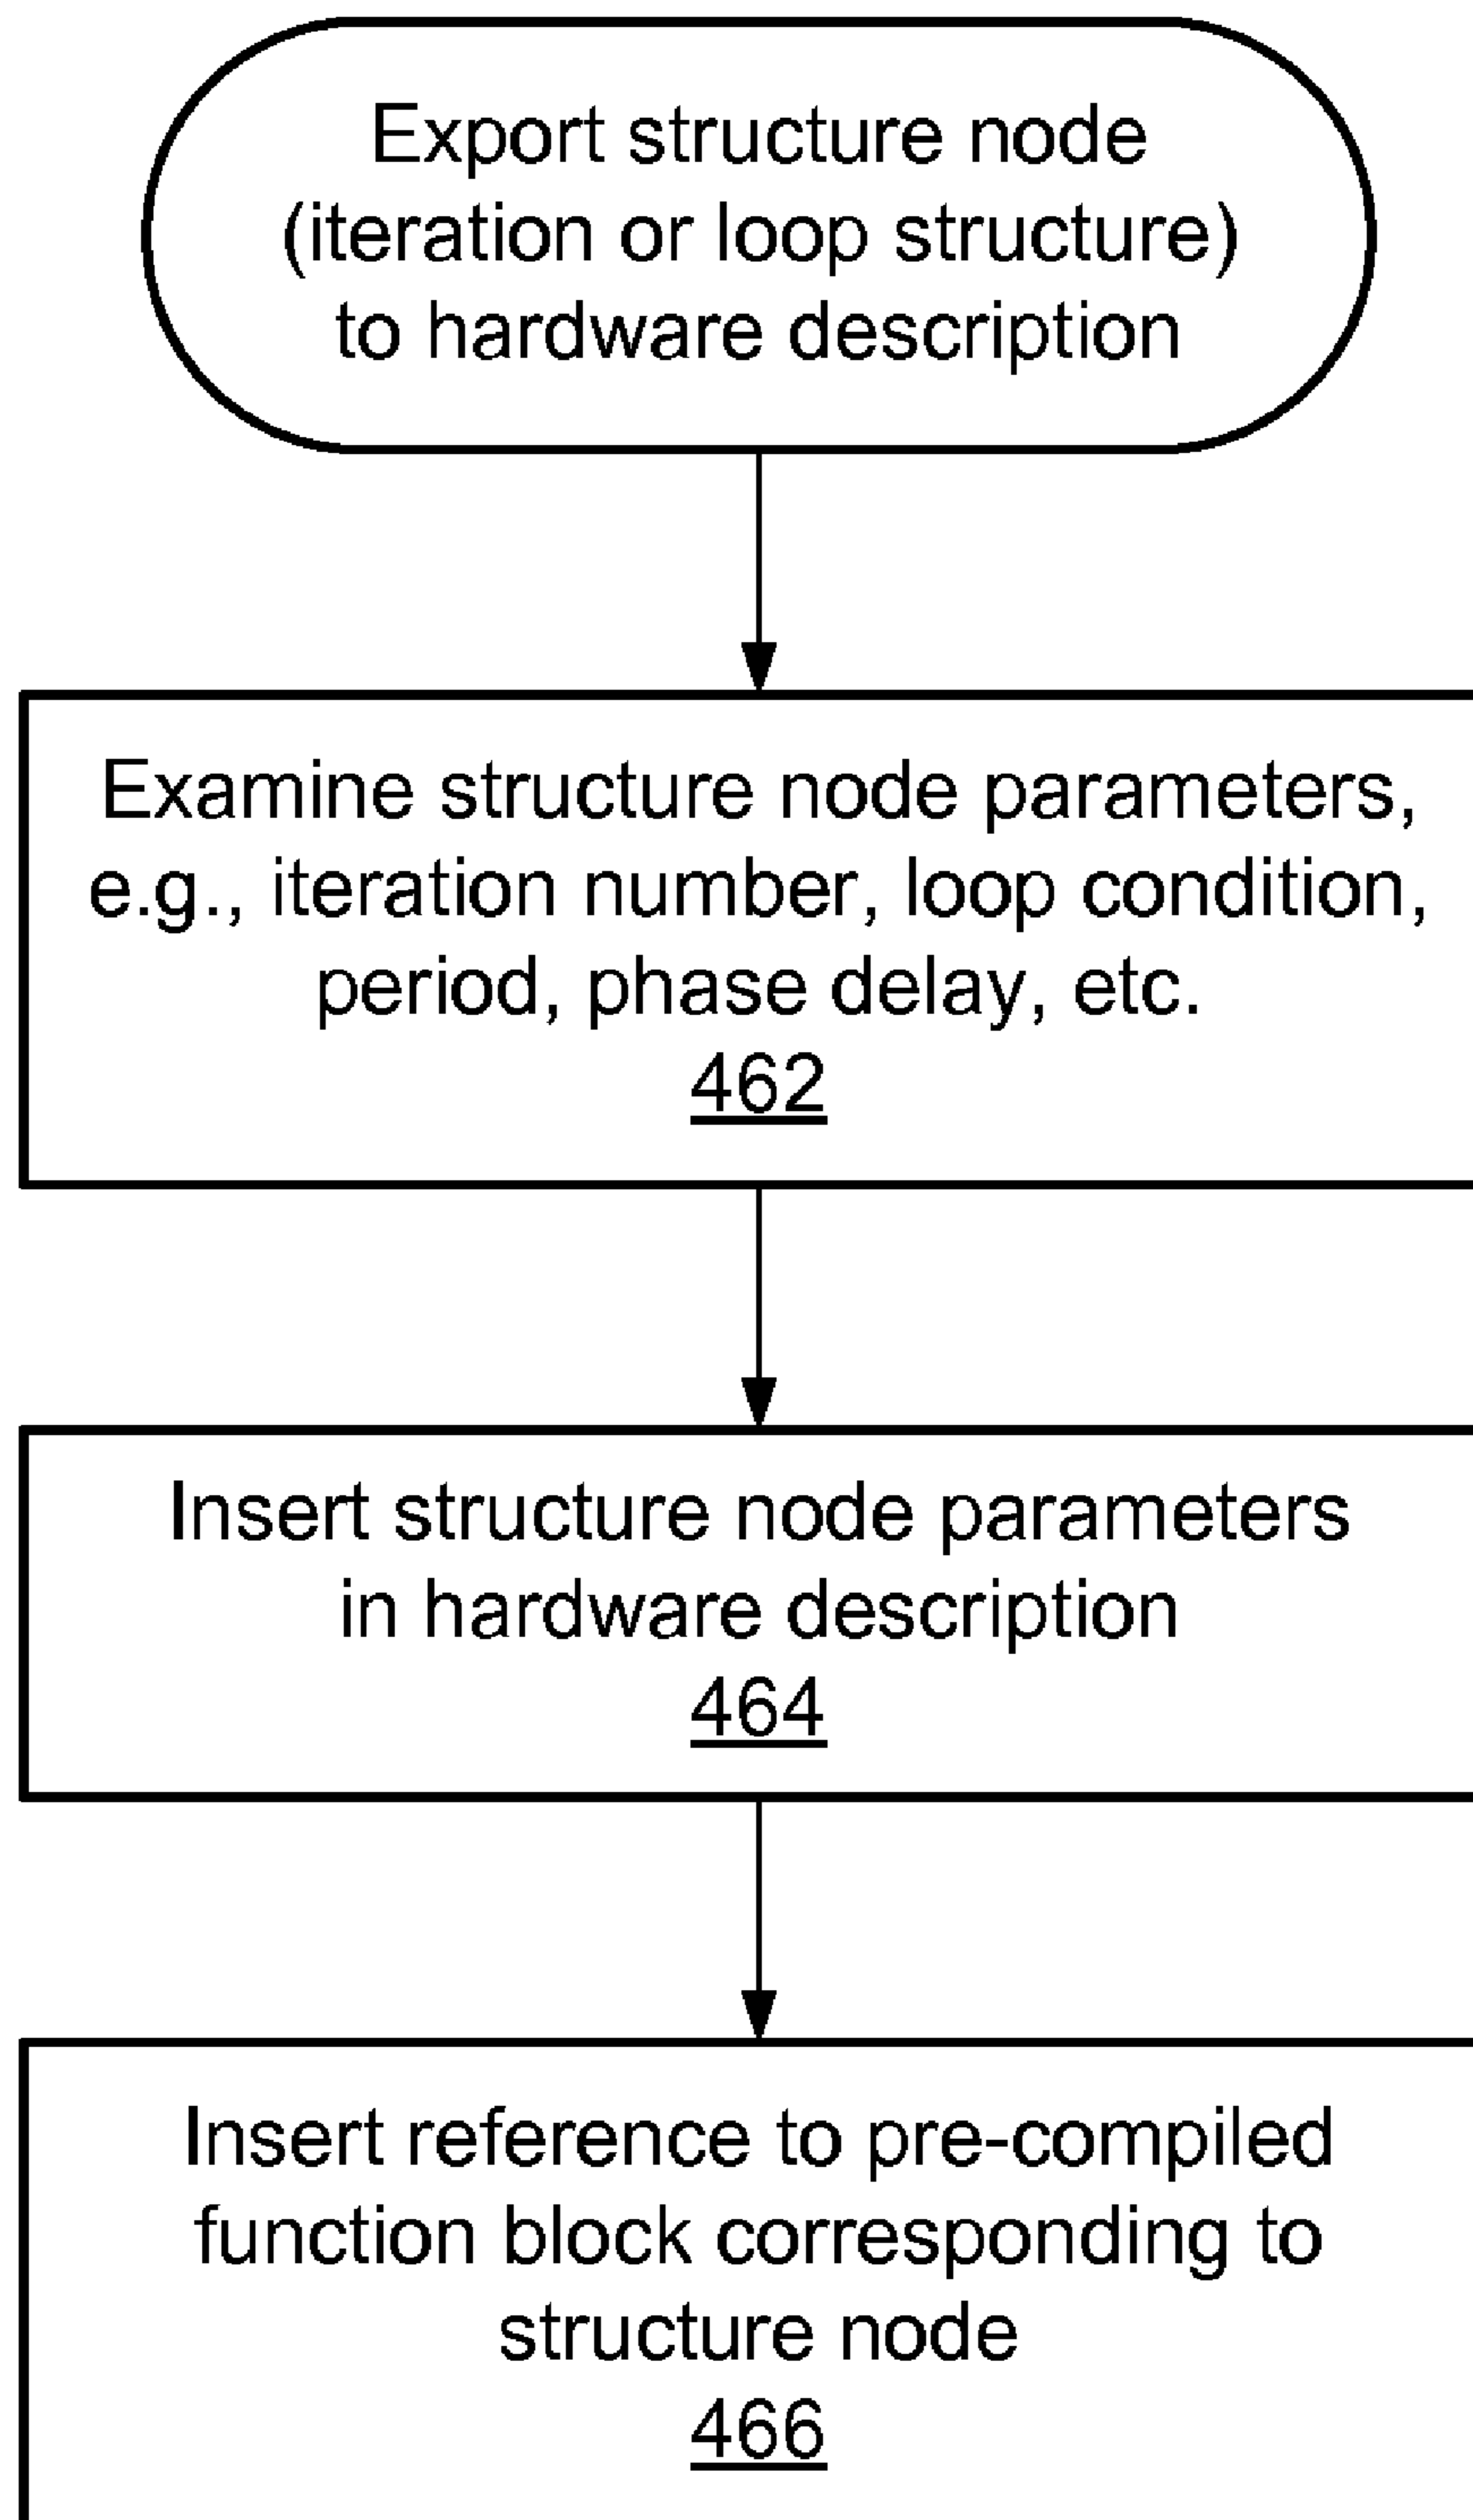 Export structure node
(iteration or loop structure)
to hardware description
Examine structure node parameters,
e.g., iteration number, loop condition,
period, phase delay, etc.
462
Insert structure node parameters
in hardware description
464
Insert reference to pre-compiled
function block corresponding to
structure node
466